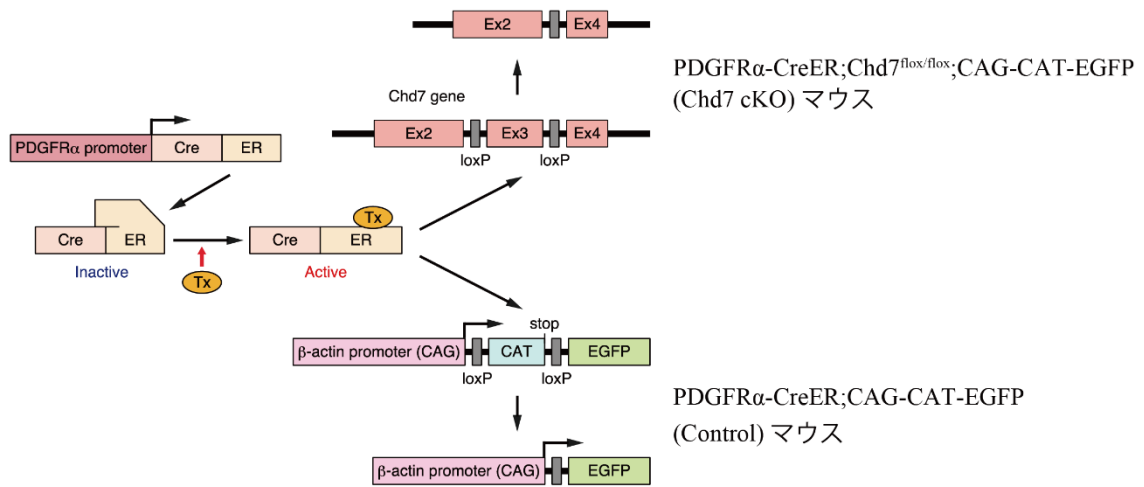 Ex2 Ex4
PDGFRα-CreER;Chd7flox/flox;CAG-CAT-EGFP
(Chd7 cKO) マウス
Chd7 gene
Ex2 Ex3 Ex4
loxP loxP
PDGFRα promoter Cre ER
Cre ER
Inactive
Tx
Tx
Cre ER
Active
stop
β-actin promoter (CAG) CAT EGFP
loxP loxP
PDGFRα-CreER;CAG-CAT-EGFP
(Control) マウス
β-actin promoter (CAG) EGFP